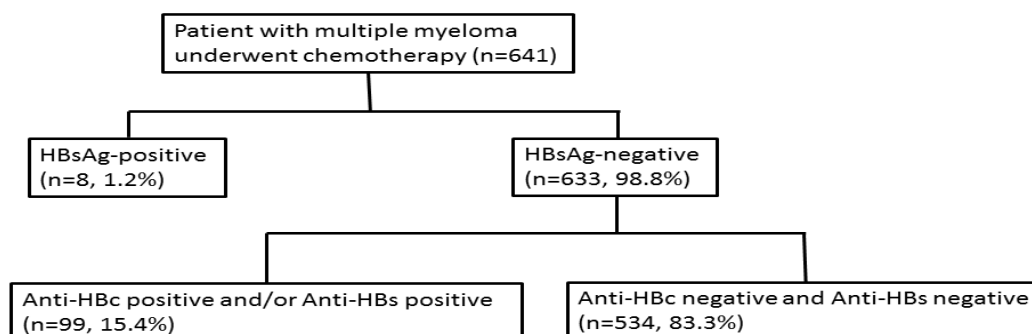 Patient with multiple myeloma
underwent chemotherapy (n=641)
HBsAg-positive
(n=8, 1.2%)
HBsAg-negative
(n=633, 98.8%)
Anti-HBc positive and/or Anti-HBs positive
(n=99, 15.4%)
Anti-HBc negative and Anti-HBs negative
(n=534, 83.3%)